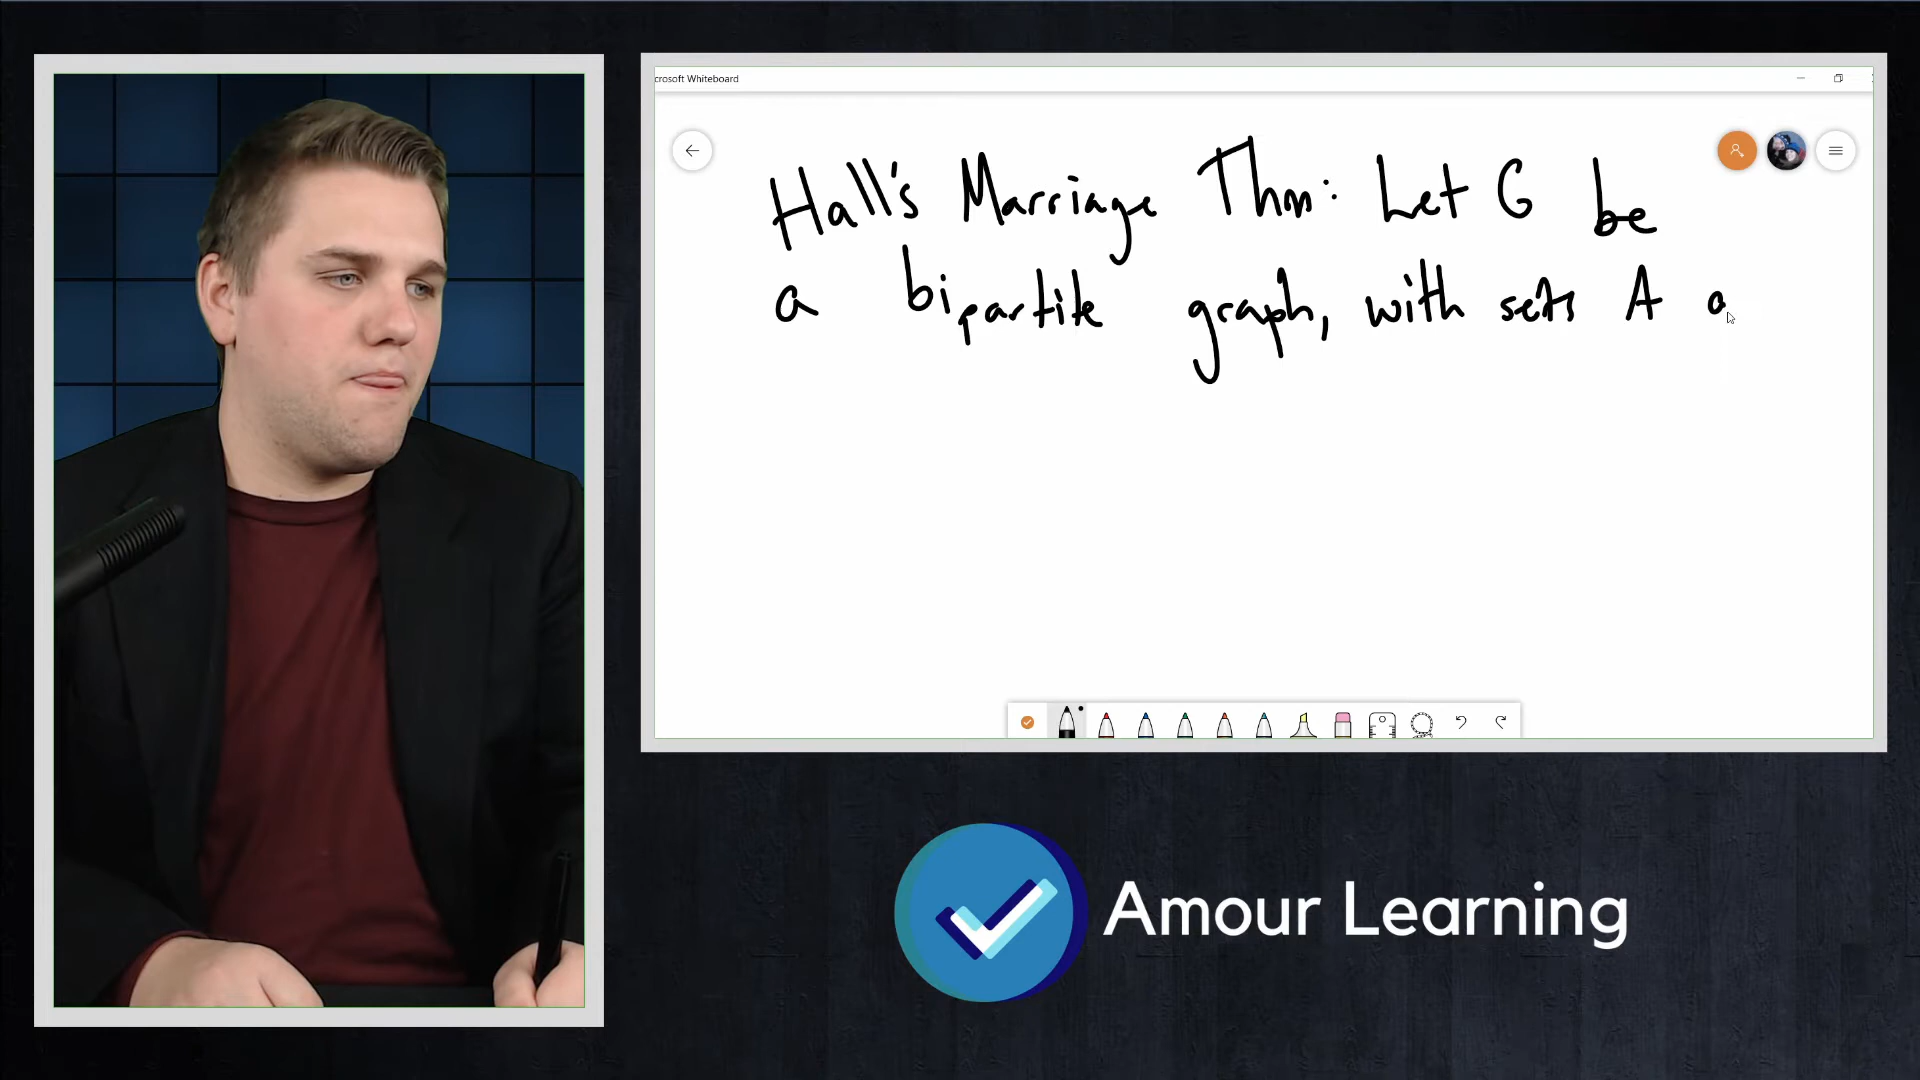 crosoft Whiteboard
Hall's Marriage Thm: Let G be
a bipartite graph, with sets A a
Amour Learning